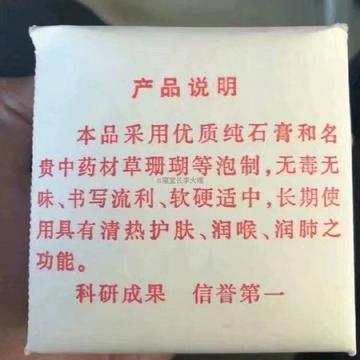 产品说明
本品采用优质纯石膏和名
贵中药材草珊瑚等泡制，无毒无
味、书写流利、软硬适中，长期使
用具有清热护肤、润喉、润肺之
功能。
科研成果 信誉第一